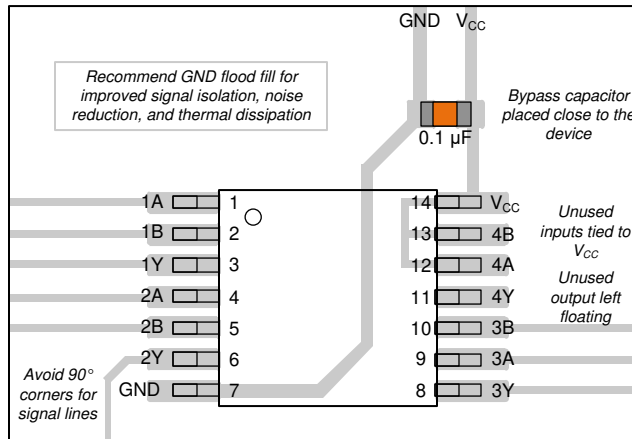 GND VCC
Recommend GND flood fill for
improved signal isolation, noise
reduction, and thermal dissipation
Bypass capacitor
placed close to the
device
0.1 µF
1A 1 14 VCC
1B 2 13 4B
1Y 3 12 4A
2A 4 11 4Y
2B 5 10 3B
2Y 6 9 3A
GND 7 8 3Y
Unused
inputs tied to
VCC
Unused
output left
floating
Avoid 90°
corners for
signal lines